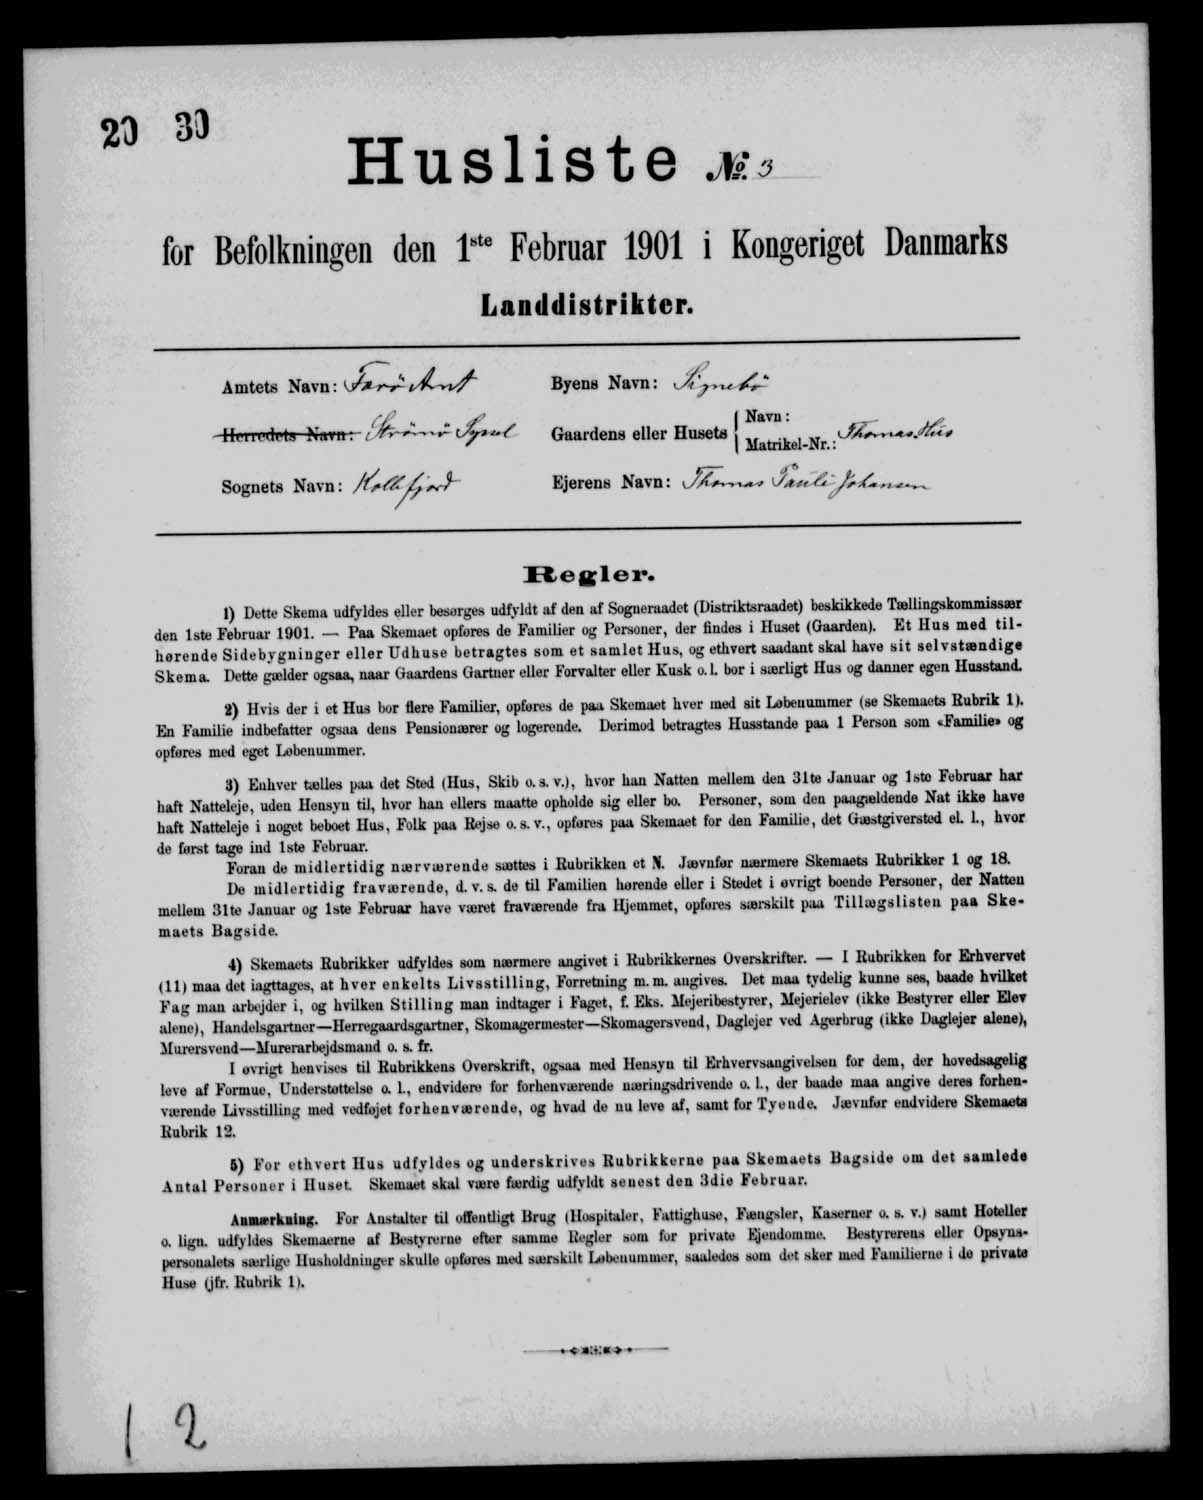 20 30
Husliste №. 3
for Befolkningen den 1ste Februar 1901 i Kongeriget Danmarks
Landdistrikter.
Amtets Navn: Færö Amt
Byens Navn: Signebö
Herredets Navn: Strömö Syssel
Gaardens eller Husets { Navn:
Matrikel-Nr.: Thomas Hus
Sognets Navn: Kollefjord
Ejerens Navn: Thomas Pauli Johansen
Regler.
1) Dette Skema udfyldes eller besørges udfyldt af den af Sogneraadet (Distriktsraadet) beskikkede Tællingskommissær
den 1ste Februar 1901. — Paa Skemaet opføres de Familier og Personer, der findes i Huset (Gaarden). Et Hus med til-
hørende Sidebygninger eller Udhuse betragtes som et samlet Hus, og ethvert saadant skal have sit selvstændige
Skema. Dette gælder ogsaa, naar Gaardens Gartner eller Forvalter eller Kusk o. l. bor i særligt Hus og danner egen Husstand.
2) Hvis der i et Hus bor flere Familier, opføres de paa Skemaet hver med sit Løbenummer (se Skemaets Rubrik 1).
En Familie indbefatter ogsaa dens Pensionærer og logerende. Derimod betragtes Husstande paa 1 Person som «Familie» og
opføres med eget Løbenummer.
3) Enhver tælles paa det Sted (Hus, Skib o. s. v.), hvor han Natten mellem den 31te Januar og 1ste Februar har
haft Natteleje, uden Hensyn til, hvor han ellers maatte opholde sig eller bo. Personer, som den paagældende Nat ikke have
haft Natteleje i noget beboet Hus, Folk paa Rejse o. s. v., opføres paa Skemaet for den Familie, det Gæstgiversted el. l., hvor
de først tage ind 1ste Februar.
Foran de midlertidig nærværende sættes i Rubrikken et N. Jævnfør nærmere Skemaets Rubrikker 1 og 18.
De midlertidig fraværende, d. v. s. de til Familien hørende eller i Stedet i øvrigt boende Personer, der Natten
mellem 31te Januar og 1ste Februar have været fraværende fra Hjemmet, opføres særskilt paa Tillægslisten paa Ske-
maets Bagside.
4) Skemaets Rubrikker udfyldes som nærmere angivet i Rubrikkernes Overskrifter. — I Rubrikken for Erhvervet
(11) maa det iagttages, at hver enkelts Livsstilling, Forretning m. m. angives. Det maa tydelig kunne ses, baade hvilket
Fag man arbejder i, og hvilken Stilling man indtager i Faget, f. Eks. Mejeribestyrer, Mejerielev (ikke Bestyrer eller Elev
alene), Handelsgartner—Herregaardsgartner, Skomagermester—Skomagersvend, Daglejer ved Agerbrug (ikke Daglejer alene),
Murersvend—Murerarbejdsmand o. s. fr.
I øvrigt henvises til Rubrikkens Overskrift, ogsaa med Hensyn til Erhvervsangivelsen for dem, der hovedsagelig
leve af Formue, Understøttelse o. l., endvidere for forhenværende næringsdrivende o. l., der baade maa angive deres forhen-
værende Livsstilling med vedføjet forhenværende, og hvad de nu leve af, samt for Tyende. Jævnfør endvidere Skemaets
Rubrik 12.
5) For ethvert Hus udfyldes og underskrives Rubrikkerne paa Skemaets Bagside om det samlede
Antal Personer i Huset. Skemaet skal være færdig udfyldt senest den 3die Februar.
Anmærkning. For Anstalter til offentligt Brug (Hospitaler, Fattighuse, Fængsler, Kaserner o. s. v.) samt Hoteller
o. lign. udfyldes Skemaerne af Bestyrerne efter samme Regler som for private Ejendomme. Bestyrerens eller Opsyns-
personalets særlige Husholdninger skulle opføres med særskilt Løbenummer, saaledes som det sker med Familierne i de private
Huse (jfr. Rubrik 1).
1 2